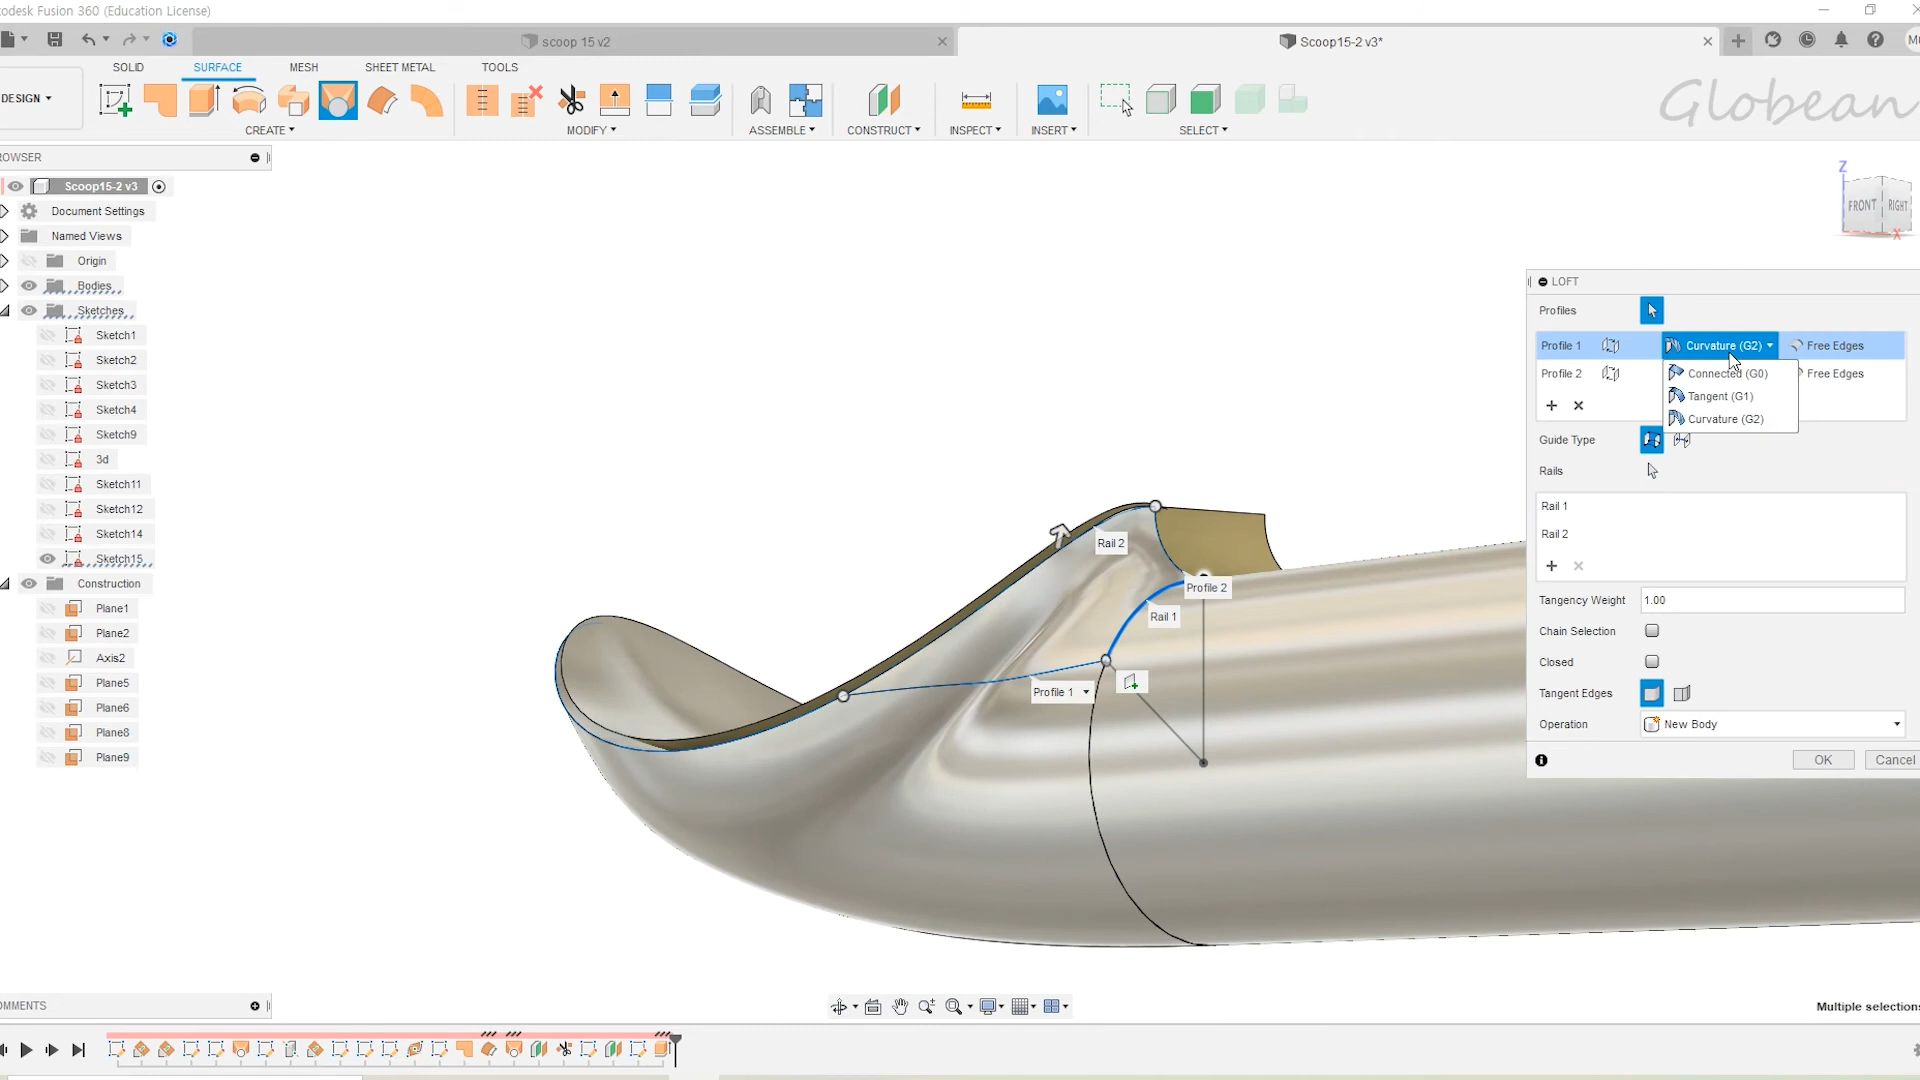 todesk Fusion 360 (Education License)
scoop 15 v2
Scoop15-2 v3*
SOLID
SURFACE
MESH
SHEET METAL
TOOLS
DESIGN
CREATE
MODIFY
ASSEMBLE
CONSTRUCT
INSPECT
INSERT
SELECT
Globean
ROWSER
Scoop15-2 v3
Document Settings
Named Views
Origin
Bodies
Sketches
Sketch1
Sketch2
Sketch3
Sketch4
Sketch9
3d
Sketch11
Sketch12
Sketch14
Sketch15
Construction
Plane1
Plane2
Axis2
Plane5
Plane6
Plane8
Plane9
Z
FRONT
RIGHT
X
Rail 2
Profile 2
Rail 1
Profile 1
LOFT
Profiles
Profile 1
Curvature (G2)
Free Edges
Profile 2
Connected (G0)
Free Edges
Tangent (G1)
Curvature (G2)
Guide Type
Rails
Rail 1
Rail 2
Tangency Weight
1.00
Chain Selection
Closed
Tangent Edges
Operation
New Body
OK
Cancel
OMMENTS
Multiple selections